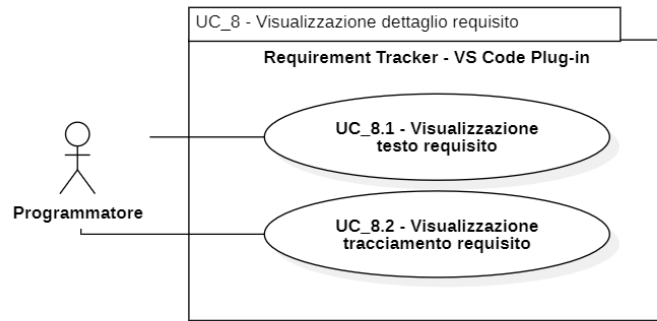 UC_8 - Visualizzazione dettaglio requisito
Requirement Tracker - VS Code Plug-in
UC_8.1 - Visualizzazione
testo requisito
Programmatore
UC_8.2 - Visualizzazione
tracciamento requisito